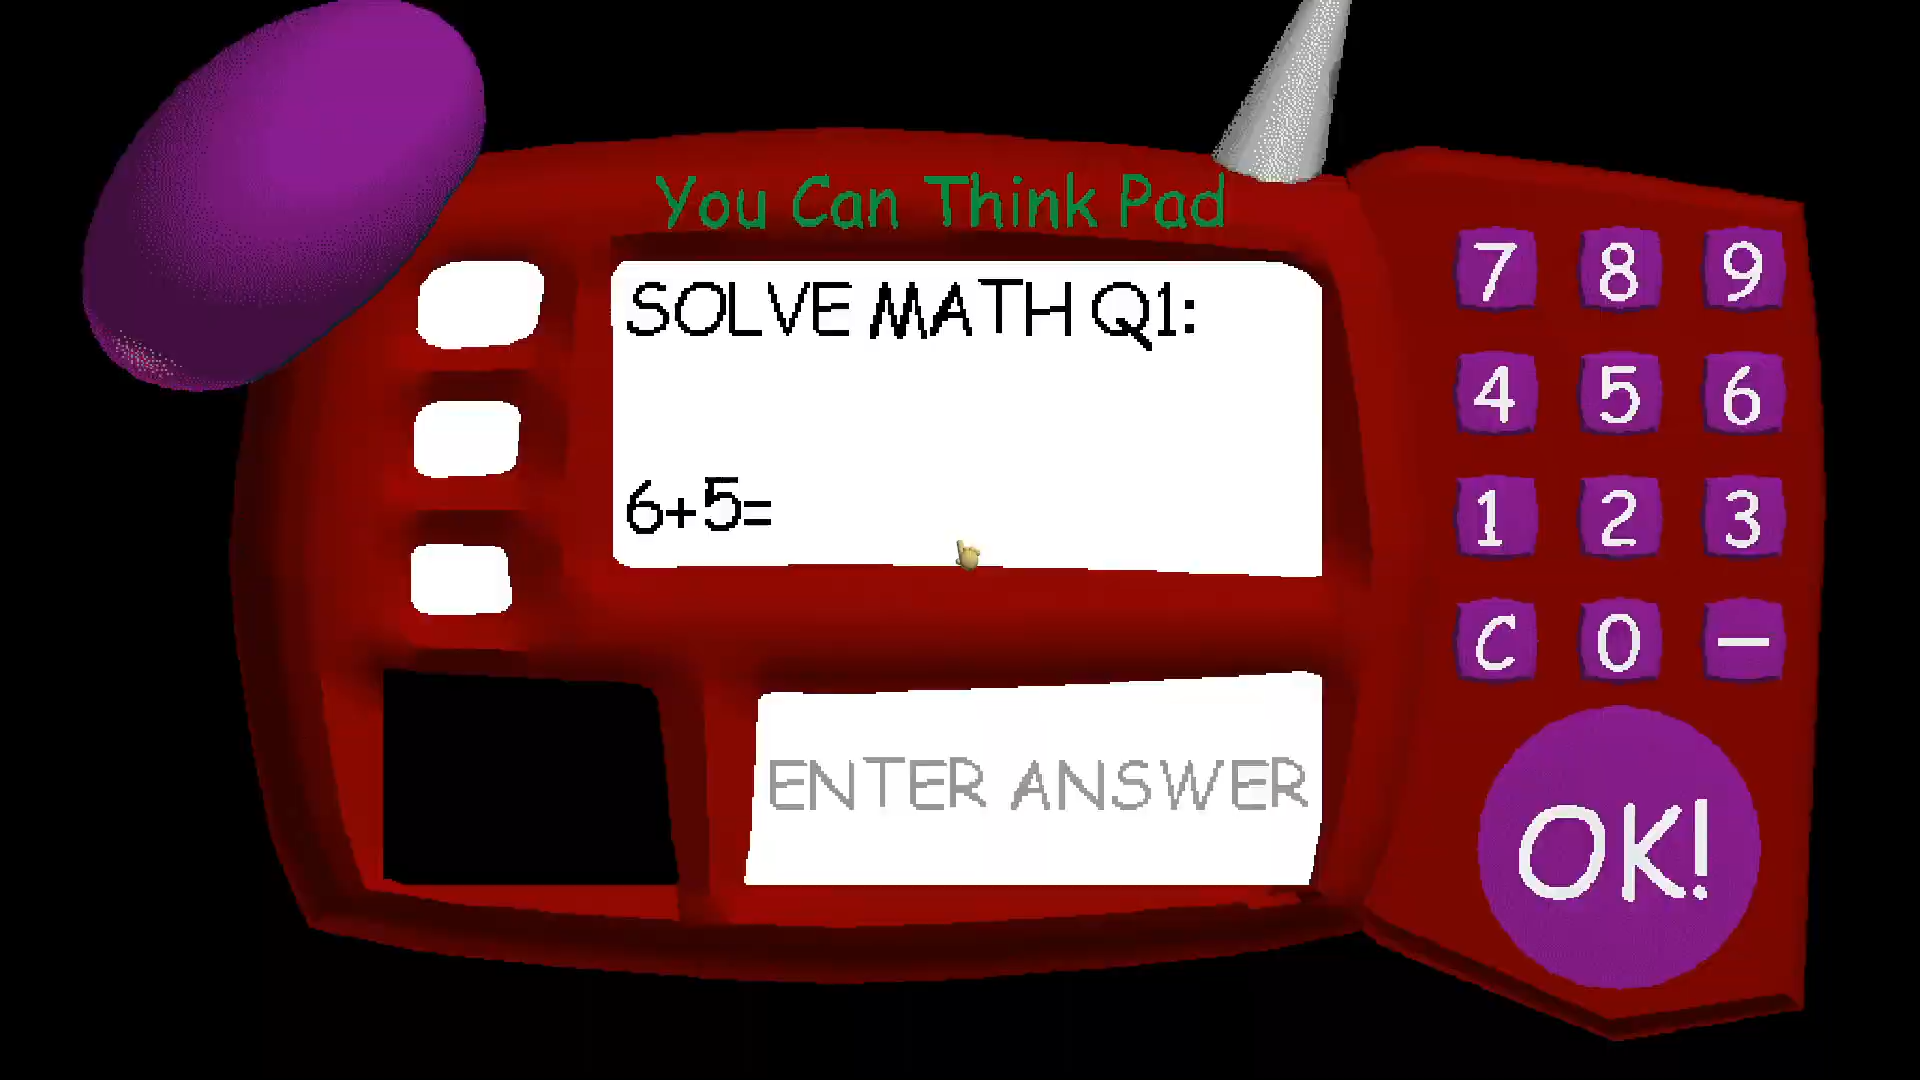 You Can Think Pad
SOLVE MATH Q1:
6+5=
ENTER ANSWER
7 8 9
4 5 6
1 2 3
C 0 −
OK!